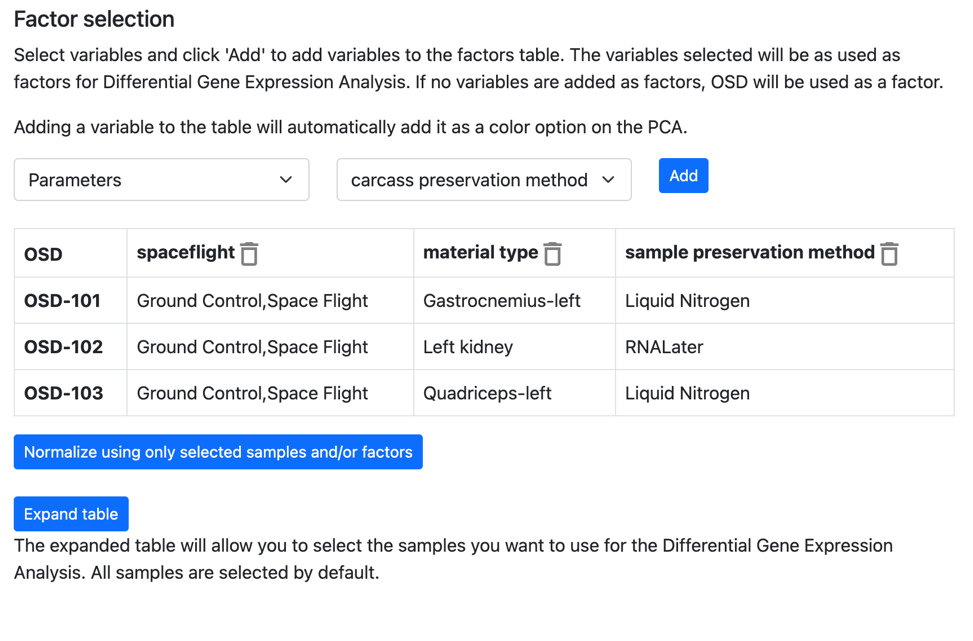 Factor selection
Select variables and click 'Add' to add variables to the factors table. The variables selected will be as used as
factors for Differential Gene Expression Analysis. If no variables are added as factors, OSD will be used as a factor.
Adding a variable to the table will automatically add it as a color option on the PCA.
Parameters carcass preservation method Add
OSD spaceflight material type sample preservation method
OSD-101 Ground Control,Space Flight Gastrocnemius-left Liquid Nitrogen
OSD-102 Ground Control,Space Flight Left kidney RNALater
OSD-103 Ground Control,Space Flight Quadriceps-left Liquid Nitrogen
Normalize using only selected samples and/or factors
Expand table
The expanded table will allow you to select the samples you want to use for the Differential Gene Expression
Analysis. All samples are selected by default.